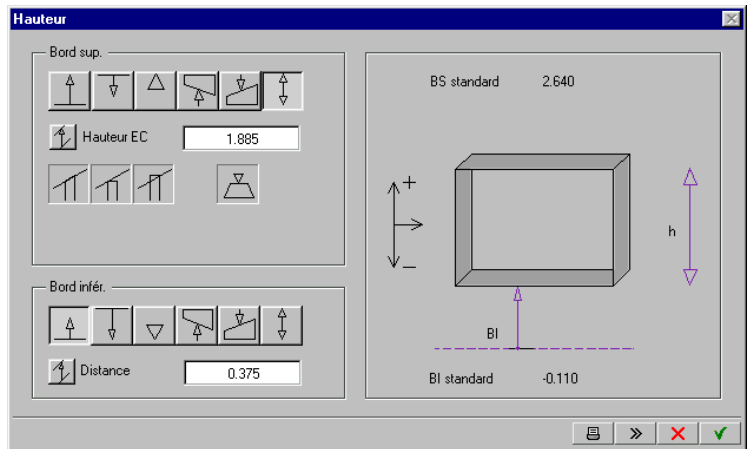 Hauteur
Bord sup.
Hauteur EC 1.885
Bord infér.
Distance 0.375
BS standard 2.640
+
h
−
BI
BI standard -0.110